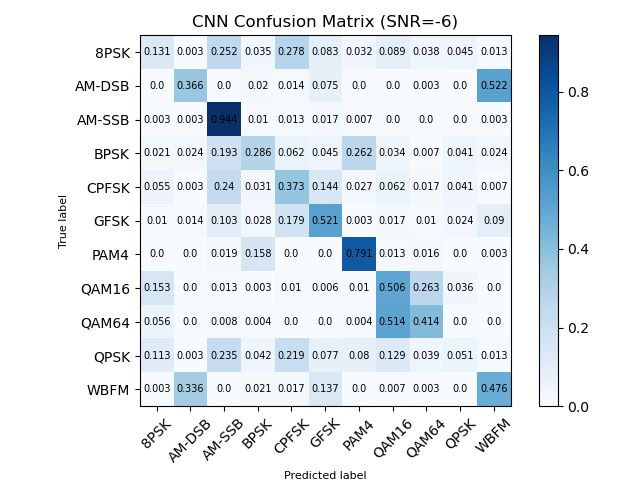 CNN Confusion Matrix (SNR=-6)
8PSK 0.131 0.003 0.252 0.035 0.278 0.083 0.032 0.089 0.038 0.045 0.013
AM-DSB 0.0 0.366 0.0 0.02 0.014 0.075 0.0 0.0 0.003 0.0 0.522
AM-SSB 0.003 0.003 0.944 0.01 0.013 0.017 0.007 0.0 0.0 0.0 0.003
BPSK 0.021 0.024 0.193 0.286 0.062 0.045 0.262 0.034 0.007 0.041 0.024
CPFSK 0.055 0.003 0.24 0.031 0.373 0.144 0.027 0.062 0.017 0.041 0.007
GFSK 0.01 0.014 0.103 0.028 0.179 0.521 0.003 0.017 0.01 0.024 0.09
PAM4 0.0 0.0 0.019 0.158 0.0 0.0 0.791 0.013 0.016 0.0 0.003
QAM16 0.153 0.0 0.013 0.003 0.01 0.006 0.01 0.506 0.263 0.036 0.0
QAM64 0.056 0.0 0.008 0.004 0.0 0.0 0.004 0.514 0.414 0.0 0.0
QPSK 0.113 0.003 0.235 0.042 0.219 0.077 0.08 0.129 0.039 0.051 0.013
WBFM 0.003 0.336 0.0 0.021 0.017 0.137 0.0 0.007 0.003 0.0 0.476
True label
8PSK AM-DSB AM-SSB BPSK CPFSK GFSK PAM4 QAM16 QAM64 QPSK WBFM
Predicted label
0.8
0.6
0.4
0.2
0.0